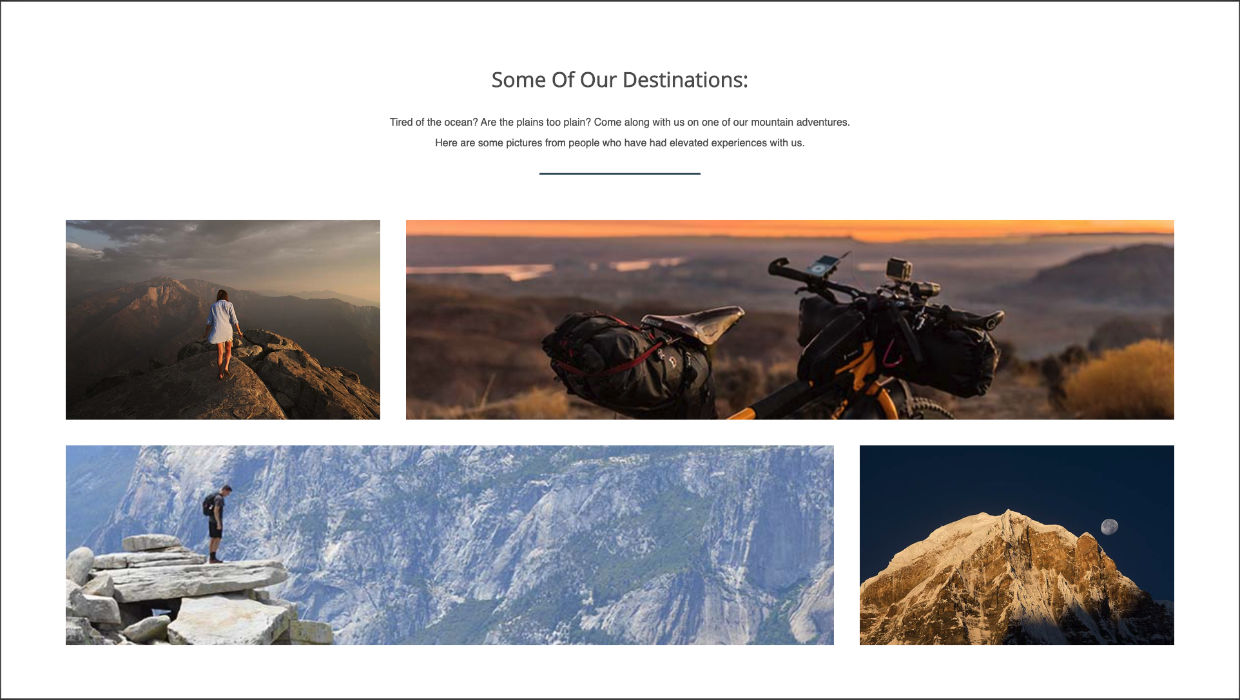 Some Of Our Destinations:
Tired of the ocean? Are the plains too plain? Come along with us on one of our mountain adventures.
Here are some pictures from people who have had elevated experiences with us.